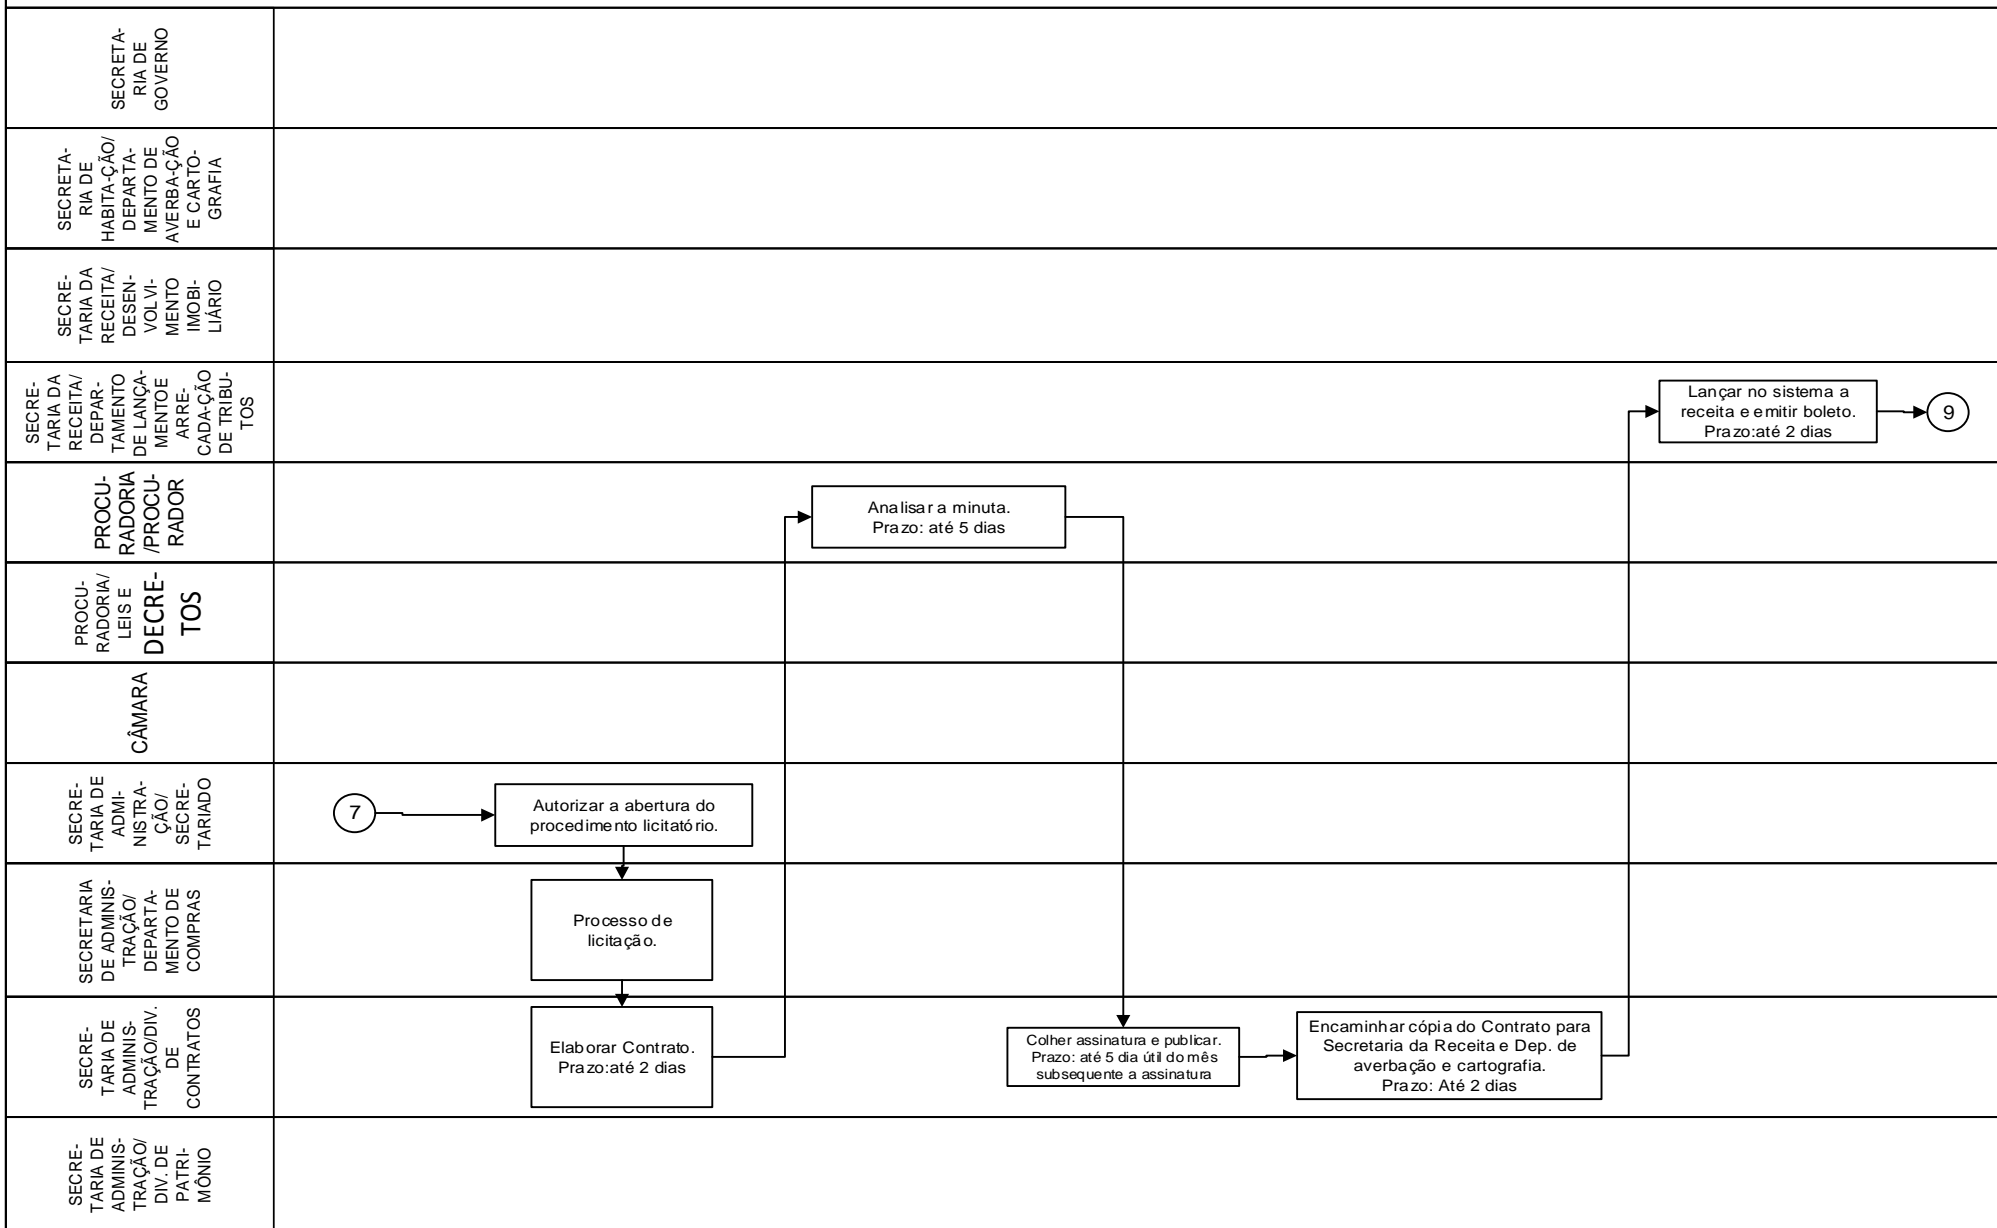 SECRETA-
RIA DE
GOVERNO
SECRETA-
RIA DE
HABITA-ÇÃO/
DEPARTA-
MENTO DE
AVERBA-ÇÃO
E CARTO-
GRAFIA
SECRE-
TARIA DA
RECEITA/
DESEN-
VOLVI-
MENTO
IMOBI-
LIÁRIO
SECRE-
TARIA DA
RECEITA/
DEPAR-
TAMENTO
DE LANÇA-
MENTOE
ARRE-
CADA-ÇÃO
DE TRIBU-
TOS
Lançar no sistema a
receita e emitir boleto.
Prazo:até 2 dias
9
PROCU-
RADORIA
/PROCU-
RADOR
Analisar a minuta.
Prazo: até 5 dias
PROCU-
RADORIA/
LEIS E
DECRE-
TOS
CÂMARA
SECRE-
TARIA DE
ADMI-
NISTRA-
ÇÃO/
SECRE-
TARIADO
7
Autorizar a abertura do
procedimento licitatório.
SECRETARIA
DE ADMINIS-
TRAÇÃO/
DEPARTA-
MENTO DE
COMPRAS
Processo de
licitação.
SECRE-
TARIA DE
ADMINIS-
TRAÇÃO/DIV.
DE
CONTRATOS
Elaborar Contrato.
Prazo:até 2 dias
Colher assinatura e publicar.
Prazo: até 5 dia útil do mês
subsequente a assinatura
Encaminhar cópia do Contrato para
Secretaria da Receita e Dep. de
averbação e cartografia.
Prazo: Até 2 dias
SECRE-
TARIA DE
ADMINIS-
TRAÇÃO/
DIV. DE
PATRI-
MÔNIO